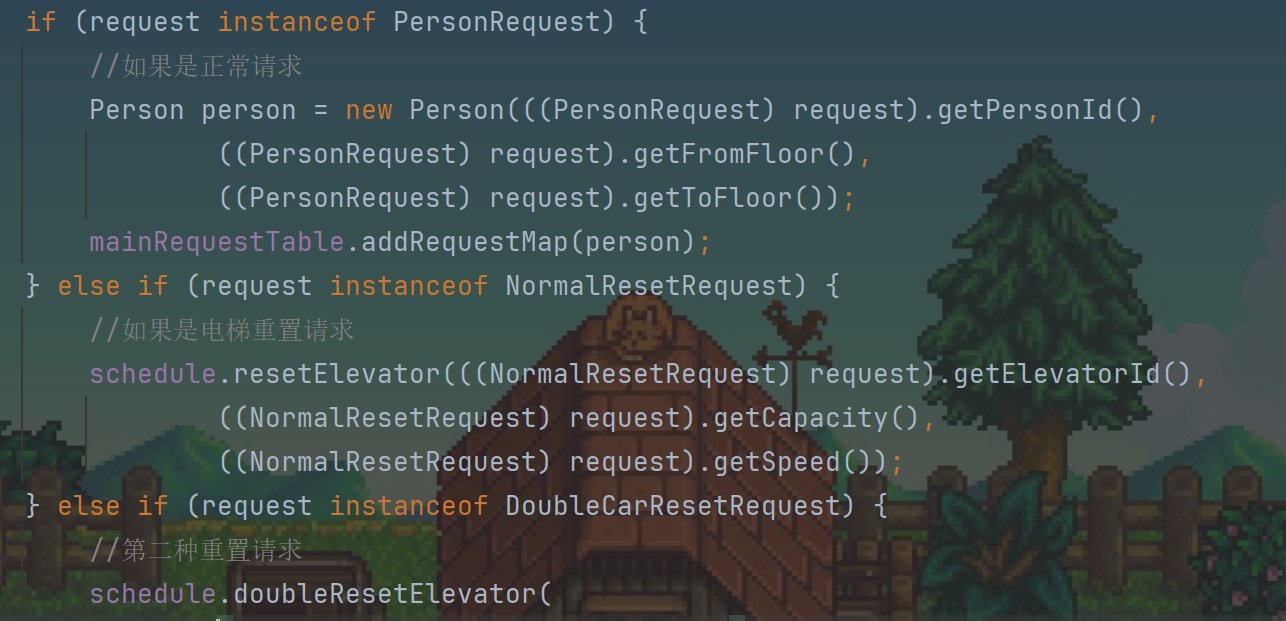 if (request instanceof PersonRequest) {
//如果是正常请求
Person person = new Person(((PersonRequest) request).getPersonId(),
((PersonRequest) request).getFromFloor(),
((PersonRequest) request).getToFloor());
mainRequestTable.addRequestMap(person);
} else if (request instanceof NormalResetRequest) {
//如果是电梯重置请求
schedule.resetElevator(((NormalResetRequest) request).getElevatorId(),
((NormalResetRequest) request).getCapacity(),
((NormalResetRequest) request).getSpeed());
} else if (request instanceof DoubleCarResetRequest) {
//第二种重置请求
schedule.doubleResetElevator(